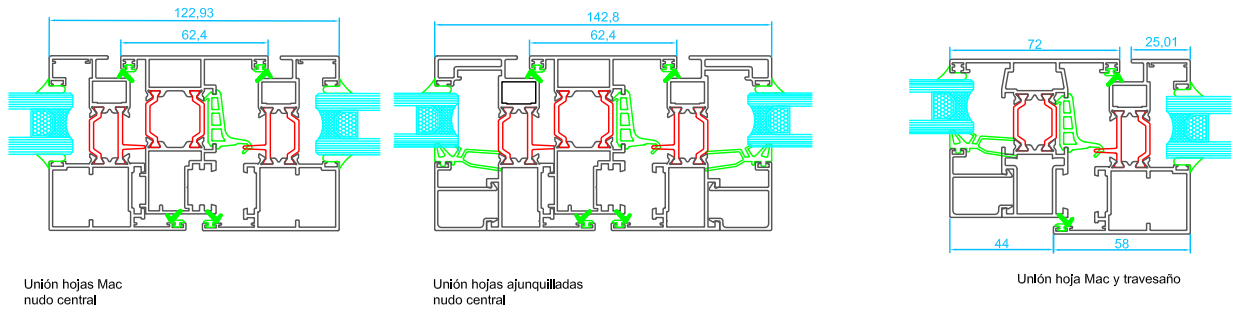 122,93
62,4
142,8
62,4
72
25,01
44
58
Unión hojas Mac
nudo central
Unión hojas ajunquilladas
nudo central
Unión hoja Mac y travesaño